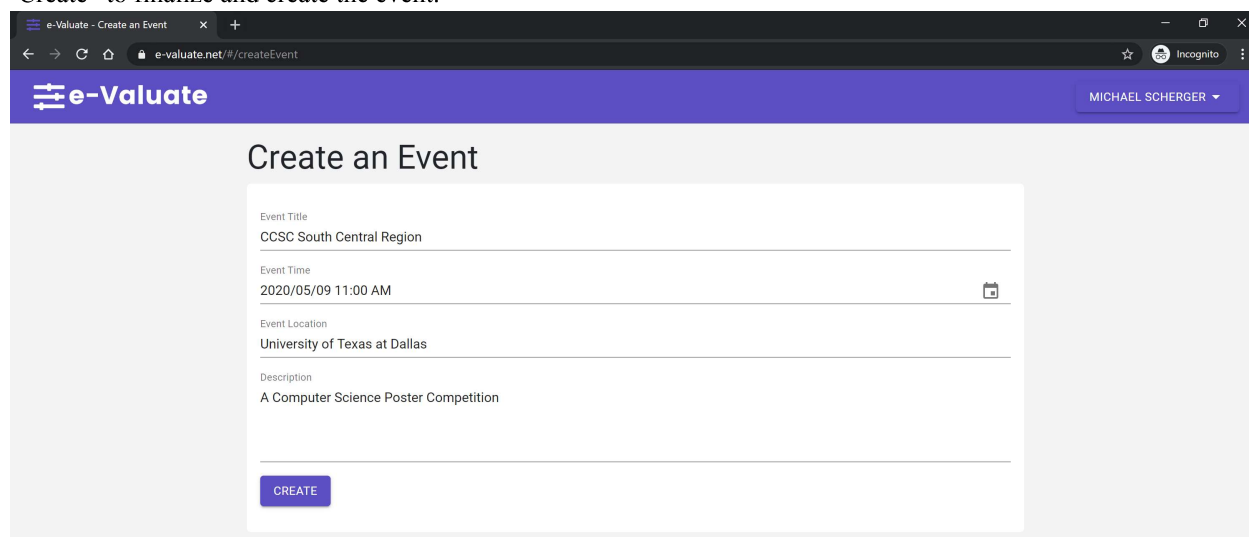 "Create" to finalize and create the event.
e-Valuate - Create an Event
e-valuate.net/#/createEvent
Incognito
e-Valuate
MICHAEL SCHERGER
Create an Event
Event Title
CCSC South Central Region
Event Time
2020/05/09 11:00 AM
Event Location
University of Texas at Dallas
Description
A Computer Science Poster Competition
CREATE